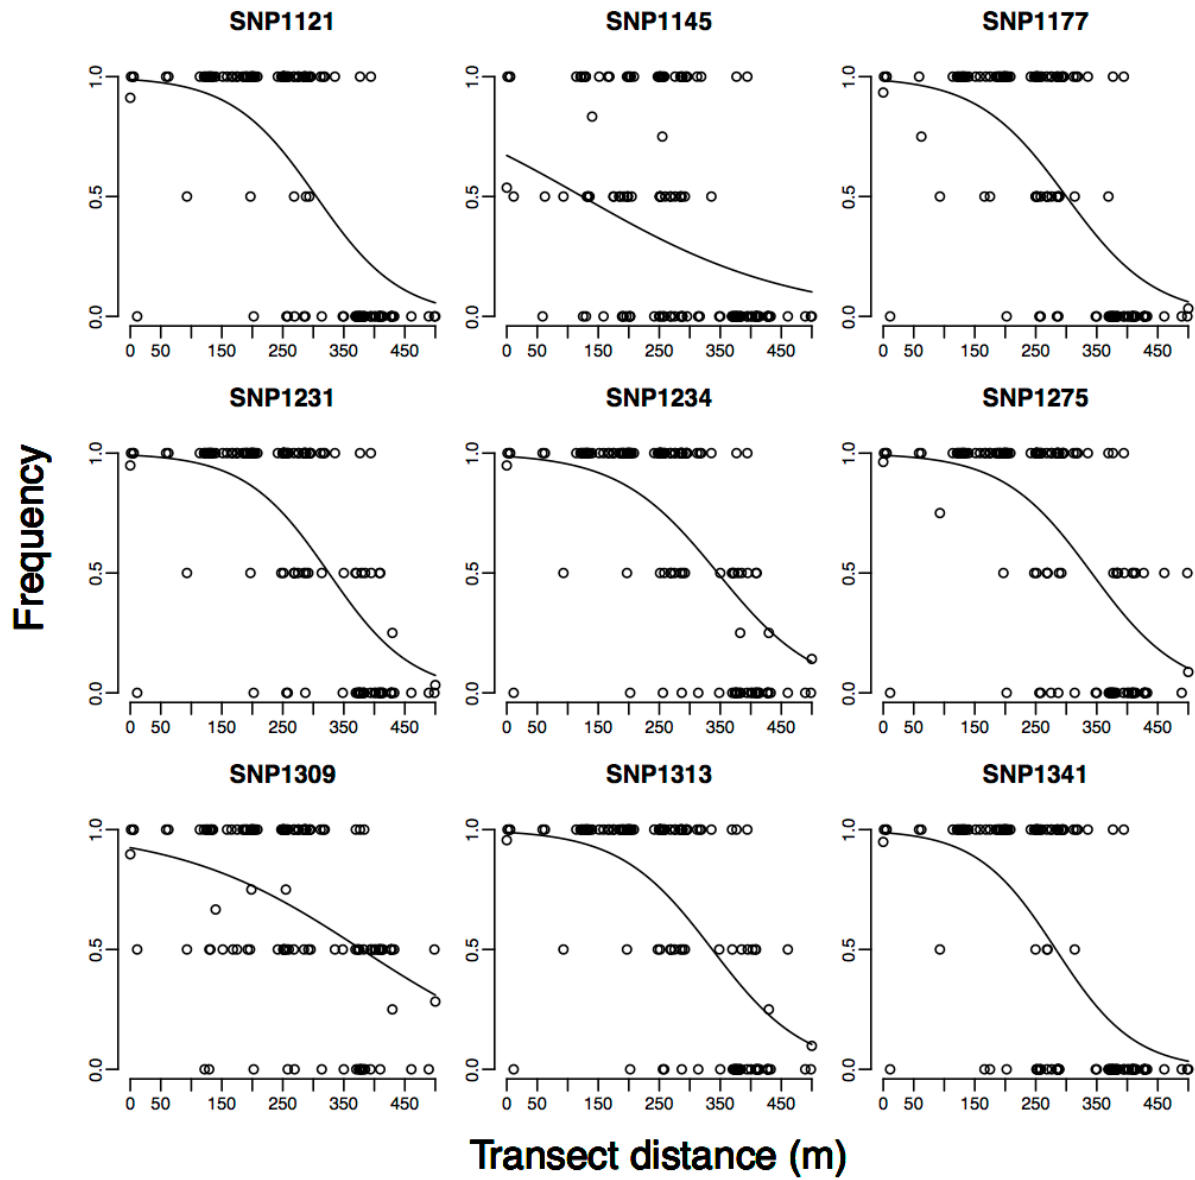 SNP1121 SNP1145 SNP1177
1.0 1.0 1.0
0.5 0.5 0.5
0.0 0.0 0.0
0 50 150 250 350 450 0 50 150 250 350 450 0 50 150 250 350 450
SNP1231 SNP1234 SNP1275
1.0 1.0 1.0
0.5 0.5 0.5
0.0 0.0 0.0
0 50 150 250 350 450 0 50 150 250 350 450 0 50 150 250 350 450
Frequency
SNP1309 SNP1313 SNP1341
1.0 1.0 1.0
0.5 0.5 0.5
0.0 0.0 0.0
0 50 150 250 350 450 0 50 150 250 350 450 0 50 150 250 350 450
Transect distance (m)